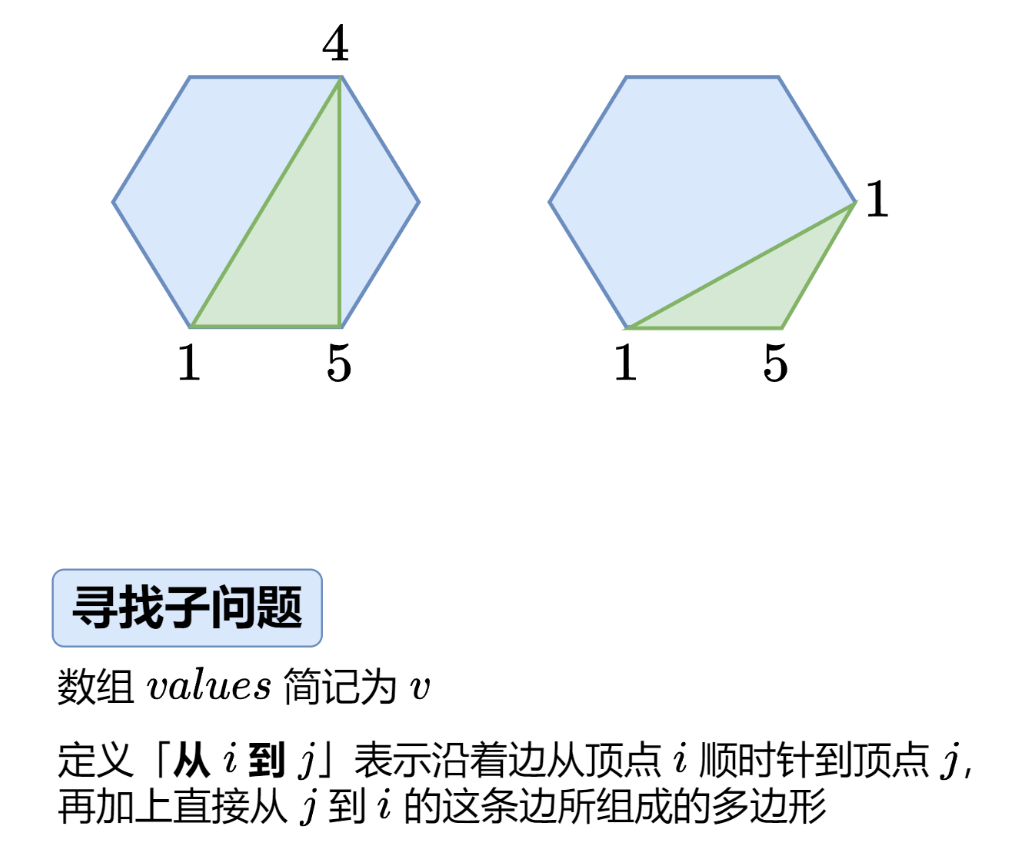 4
1
1 5
1 5
寻找子问题
数组 values 简记为 v
定义「从 i 到 j」表示沿着边从顶点 i 顺时针到顶点 j,
再加上直接从 j 到 i 的这条边所组成的多边形